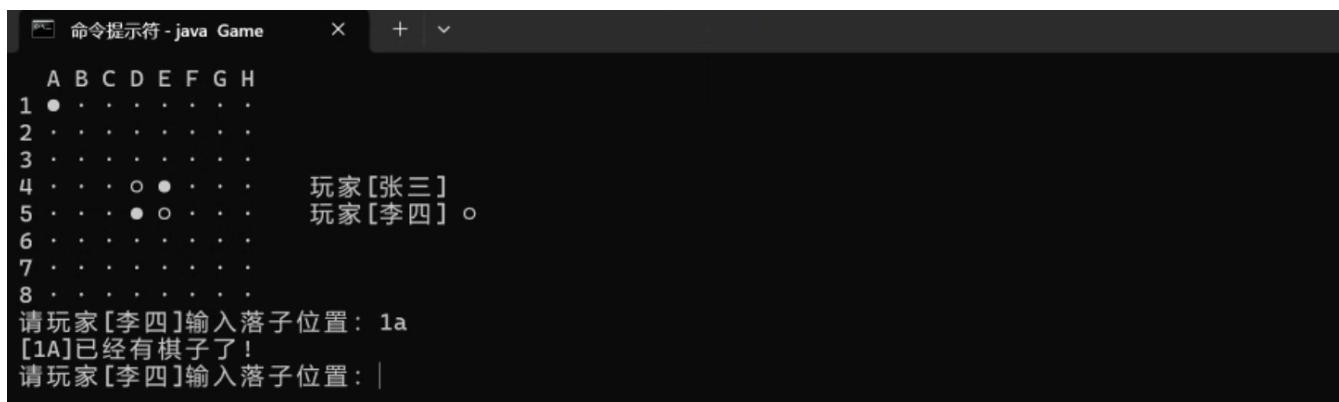 命令提示符 - java Game
A B C D E F G H
1 ● · · · · · · ·
2 · · · · · · · ·
3 · · · · · · · ·
4 · · · ○ ● · · · 玩家[张三]
5 · · · ● ○ · · · 玩家[李四] ○
6 · · · · · · · ·
7 · · · · · · · ·
8 · · · · · · · ·
请玩家[李四]输入落子位置: 1a
[1A]已经有棋子了!
请玩家[李四]输入落子位置: